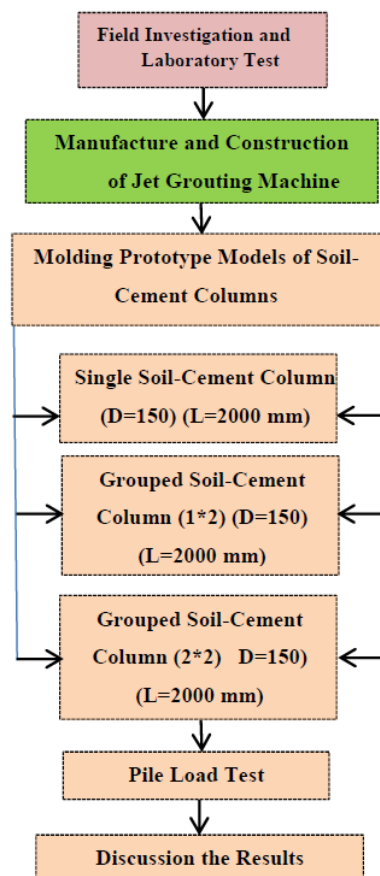 Field Investigation and
Laboratory Test
Manufacture and Construction
of Jet Grouting Machine
Molding Prototype Models of Soil-
Cement Columns
Single Soil-Cement Column
(D=150) (L=2000 mm)
Grouped Soil-Cement
Column (1*2) (D=150)
(L=2000 mm)
Grouped Soil-Cement
Column (2*2) D=150)
(L=2000 mm)
Pile Load Test
Discussion the Results